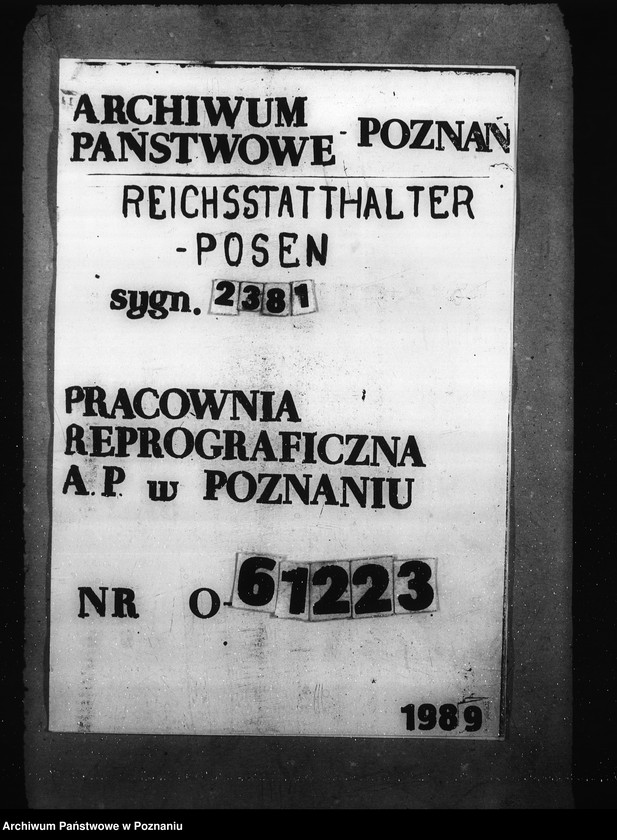 ARCHIWUM
PAŃSTWOWE - POZNAŃ
REICHSSTATTHALTER
-POSEN
sygn. 2381
PRACOWNIA
REPROGRAFICZNA
A.P. w POZNANIU
NR O-61223
1989
Archiwum Państwowe w Poznaniu